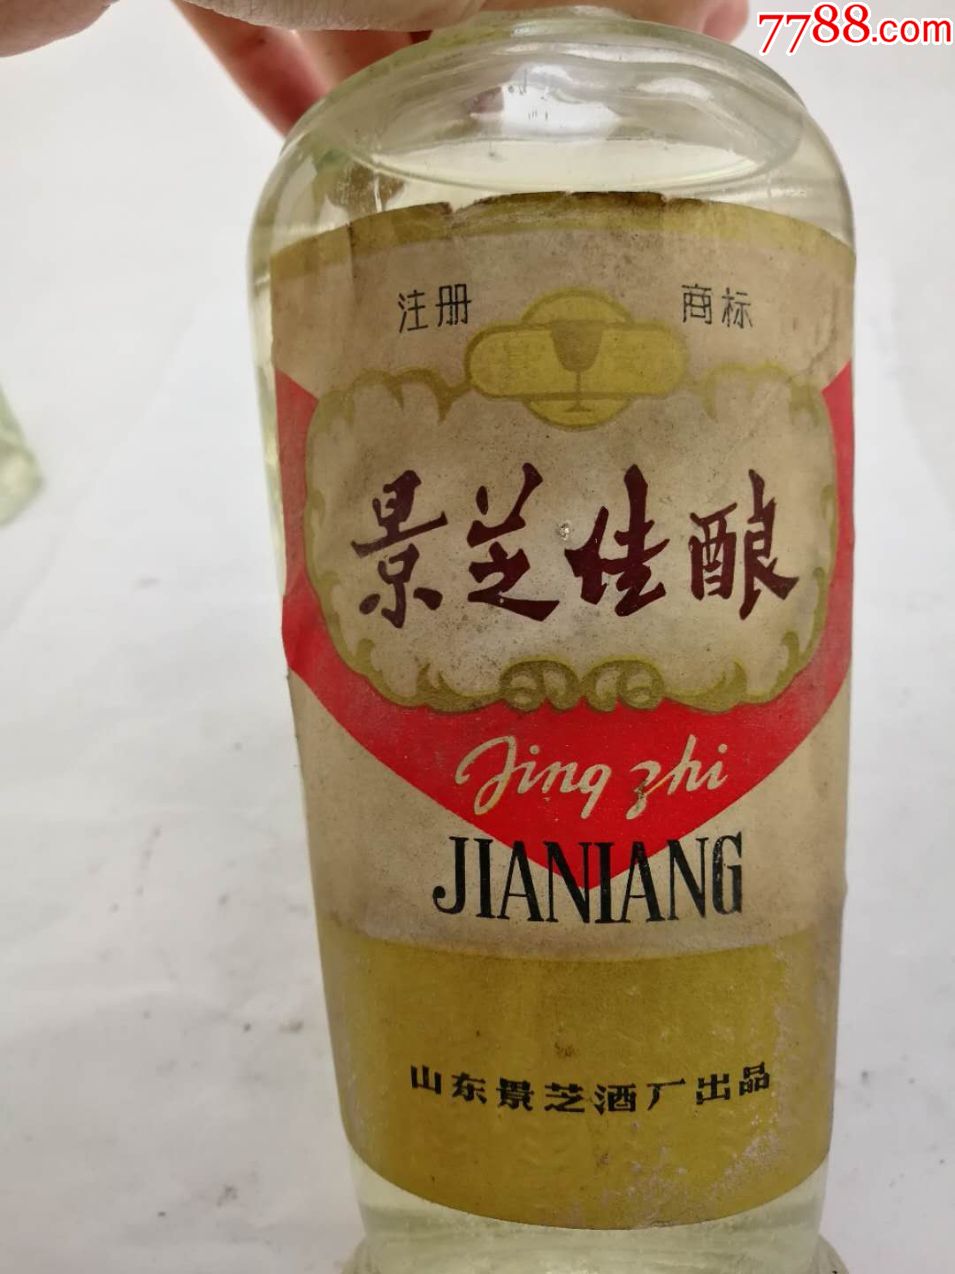 7788.com
注册 商标
景芝佳酿
Jing zhi
JIANIANG
山东景芝酒厂出品